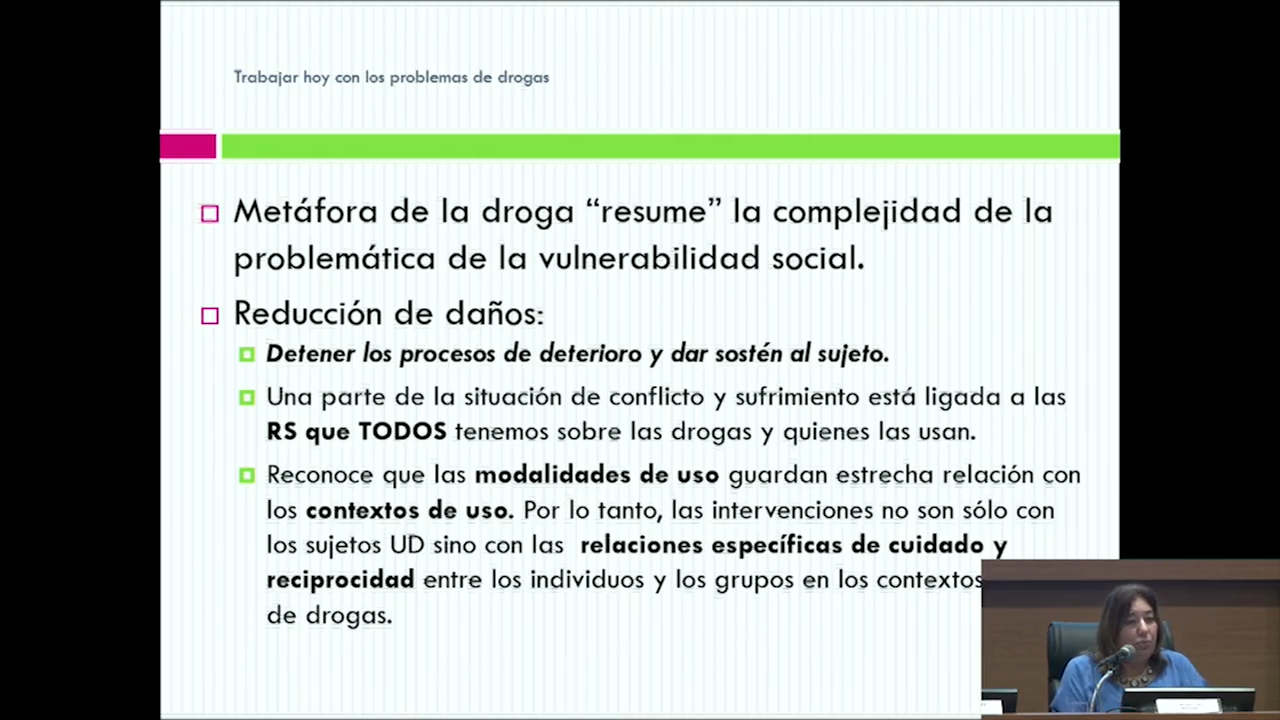 Trabajar hoy con los problemas de drogas
Metáfora de la droga “resume” la complejidad de la
problemática de la vulnerabilidad social.
Reducción de daños:
Detener los procesos de deterioro y dar sostén al sujeto.
Una parte de la situación de conflicto y sufrimiento está ligada a las
RS que TODOS tenemos sobre las drogas y quienes las usan.
Reconoce que las modalidades de uso guardan estrecha relación con
los contextos de uso. Por lo tanto, las intervenciones no son sólo con
los sujetos UD sino con las relaciones específicas de cuidado y
reciprocidad entre los individuos y los grupos en los contextos
de drogas.